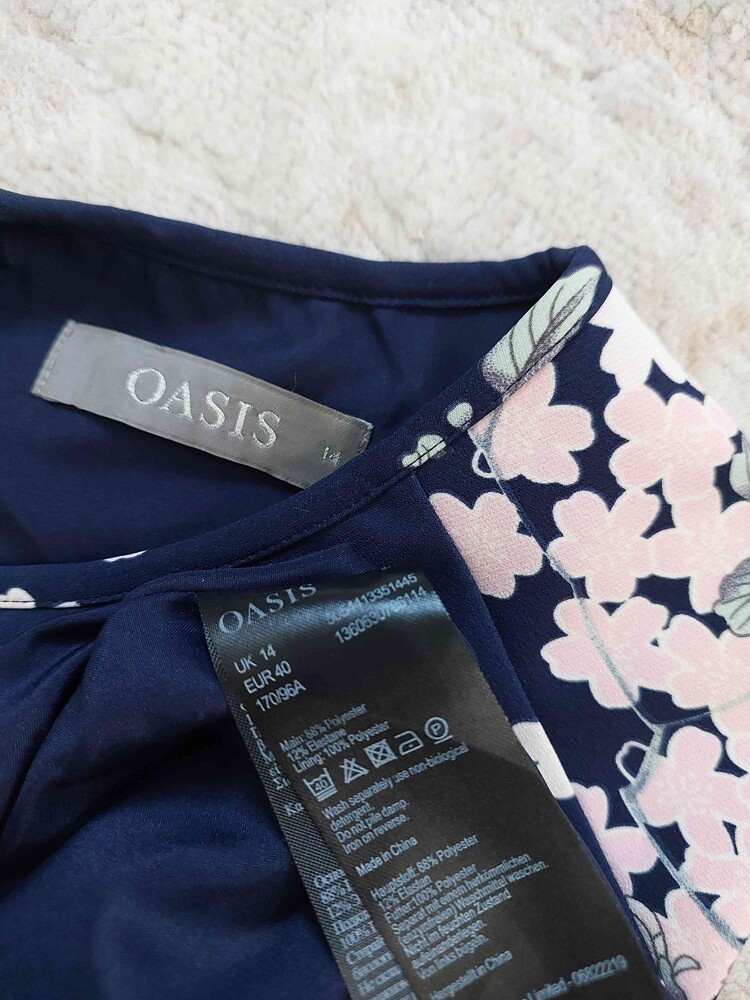 OASIS
14
OASIS
UK 14
EUR 40
170/96A
Main: 88% Polyester
12% Elastane
Lining: 100% Polyester
40
P
Wash separately use non-biological
detergent.
Do not pile damp.
Iron on reverse.
Made in China
Hauptstoff: 88% Polyester
12% Elastan
Futter:100% Polyester
Separat mit einem herkömmlichen
Waschmittel waschen.
Nicht im feuchten Zustand
Von links bügeln.
Hergestellt in China
Limited - 06822219